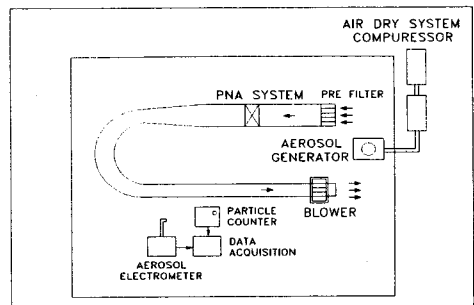 AIR DRY SYSTEM
COMPURESSOR
PNA SYSTEM
PRE FILTER
AEROSOL
GENERATOR
BLOWER
PARTICLE
COUNTER
DATA
ACQUISITION
AEROSOL
ELECTROMETER